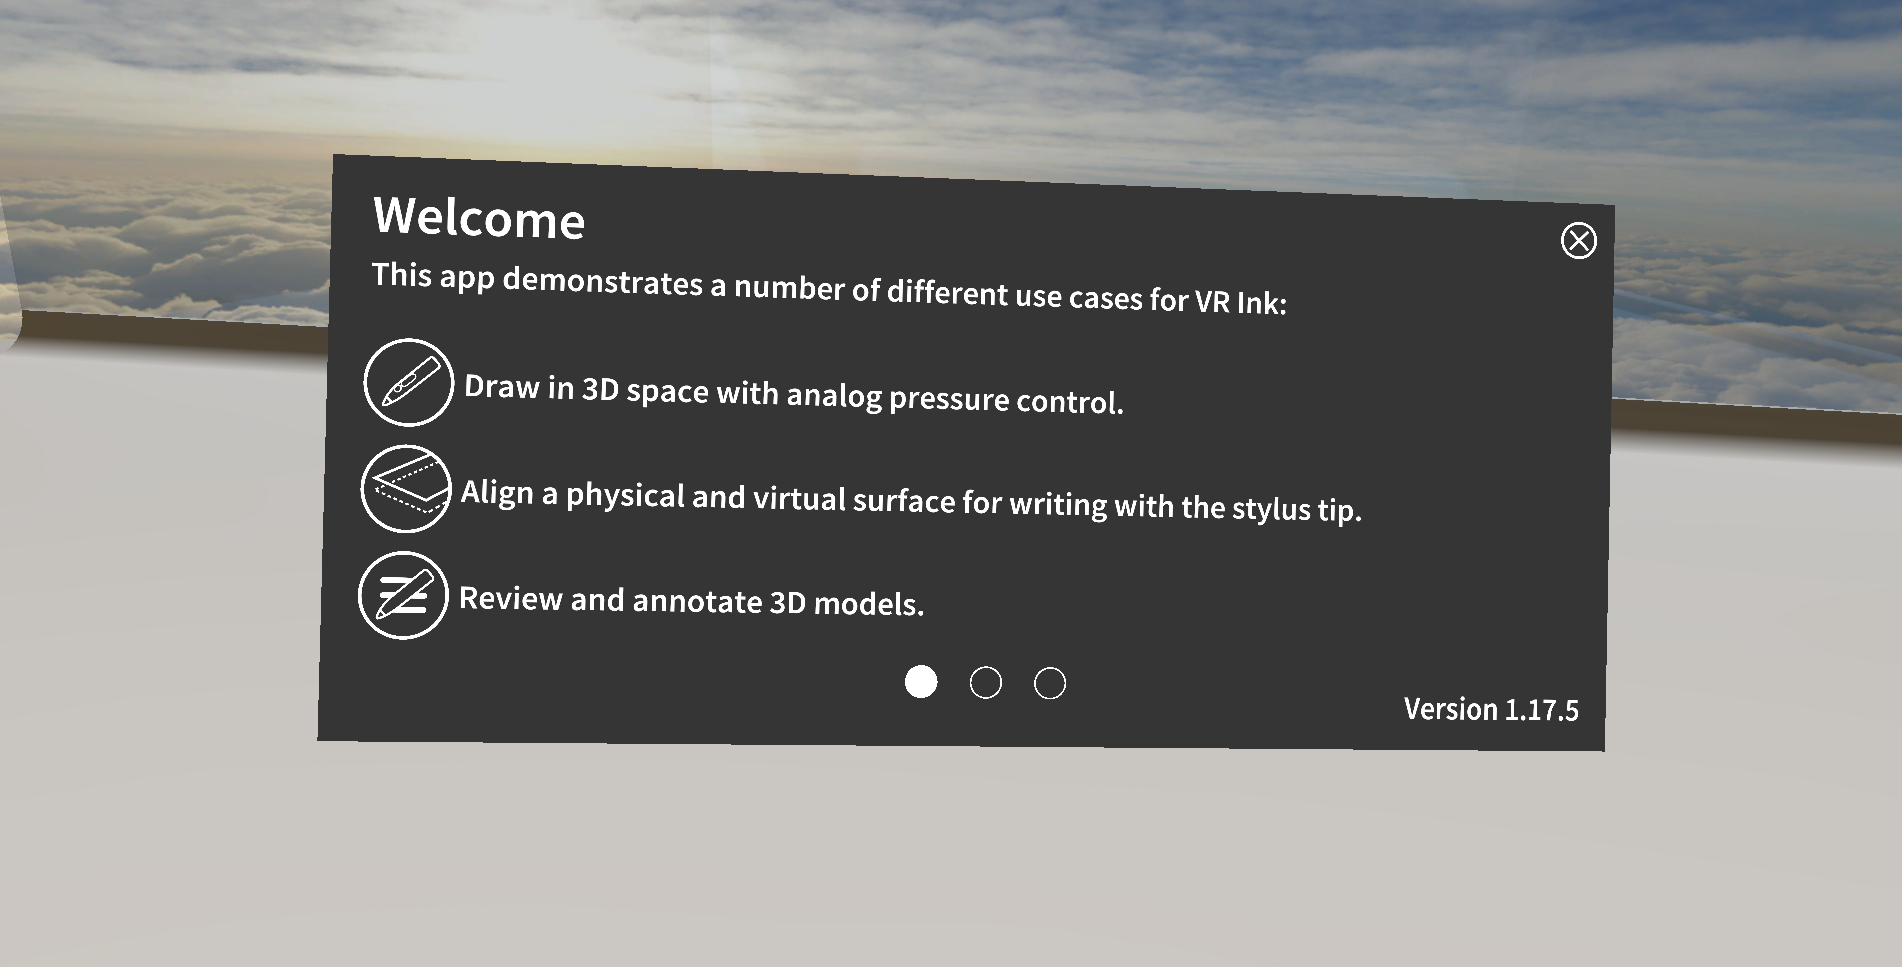 Welcome
This app demonstrates a number of different use cases for VR Ink:
Draw in 3D space with analog pressure control.
Align a physical and virtual surface for writing with the stylus tip.
Review and annotate 3D models.
Version 1.17.5